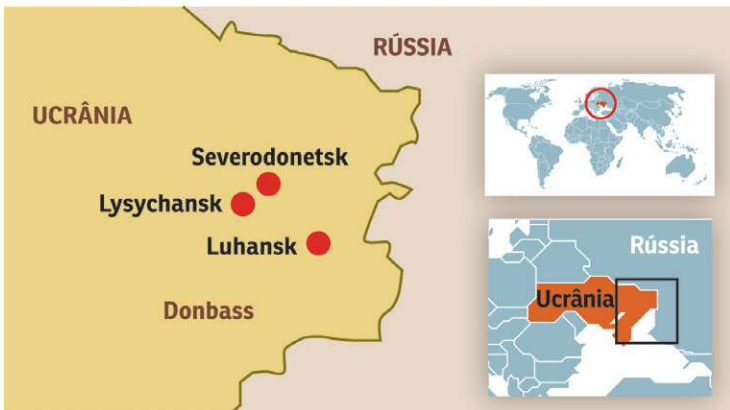 RÚSSIA
UCRÂNIA
Severodonetsk
Lysychansk
Luhansk
Donbass
Rússia
Ucrânia